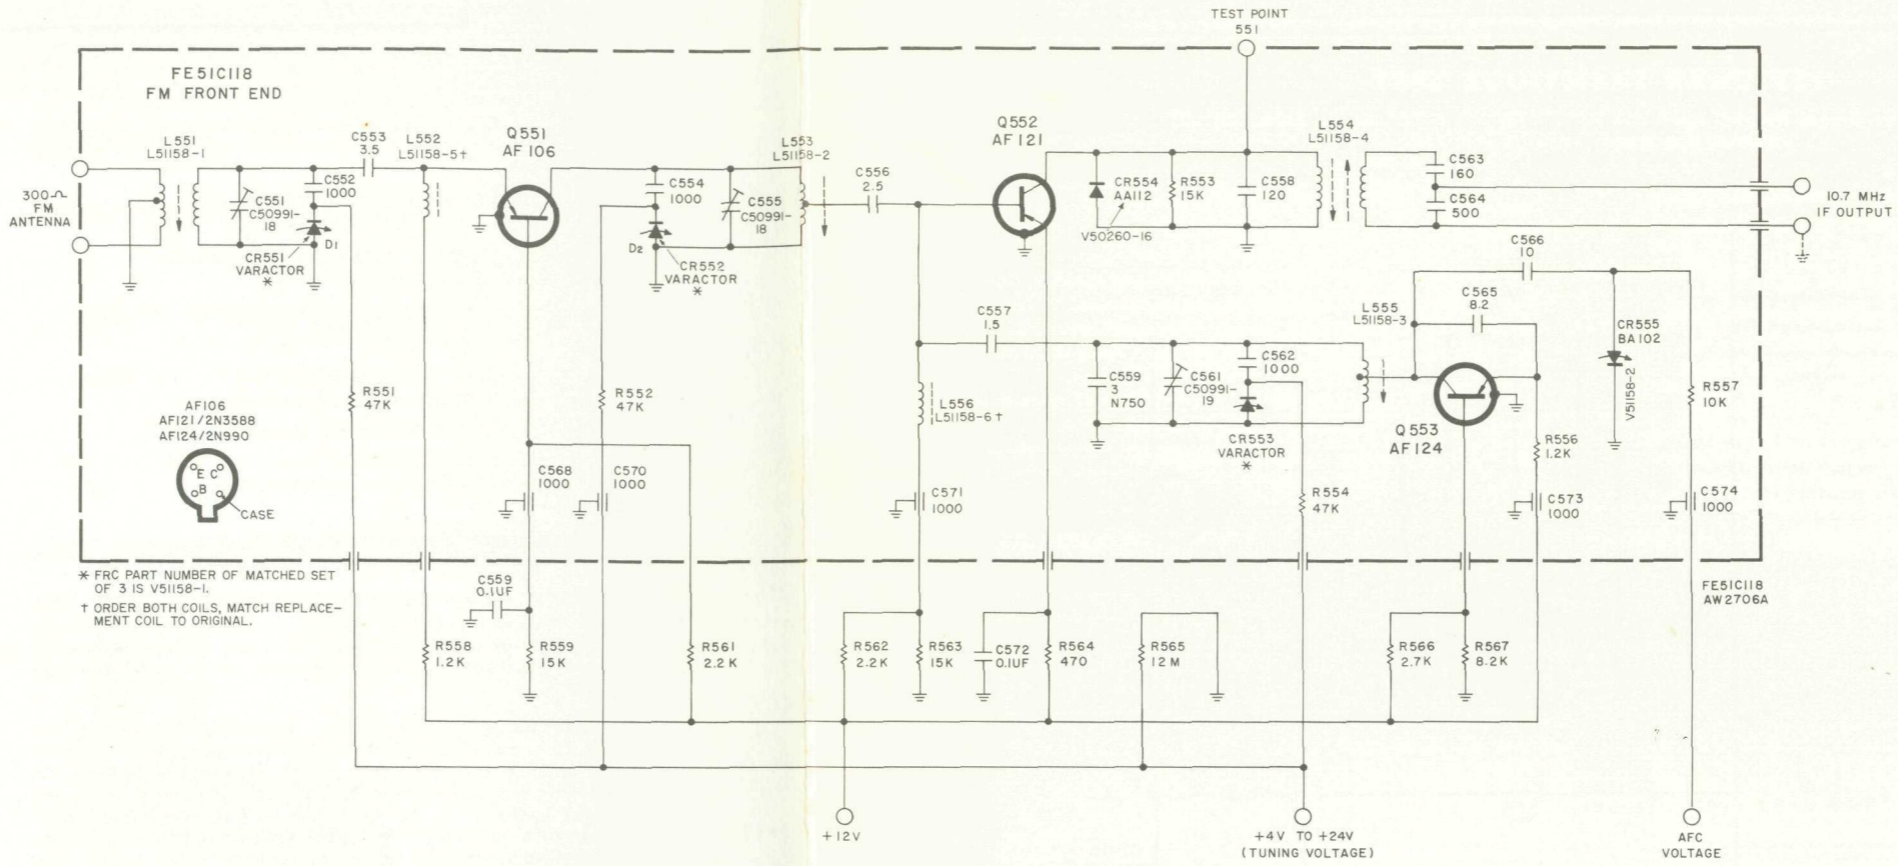 TEST POINT
551
FE51C118
FM FRONT END
L551
L51158-1
C553
3.5
L552
L51158-5†
Q551
AF 106
L553
L51158-2
Q552
AF 121
L554
L51158-4
300-Ω
FM
ANTENNA
C551
C50991-
18
C552
1000
D1
CR551
VARACTOR
*
C554
1000
C555
C50991-
18
D2
CR552
VARACTOR
*
C556
2.5
CR554
AA112
V50260-16
R553
15K
C558
120
C563
160
C564
500
10.7 MHz
IF OUTPUT
C566
10
C565
8.2
CR555
BA102
V51158-2
C557
1.5
L555
L51158-3
C559
3
N750
C561
C50991-
19
C562
1000
CR553
VARACTOR
*
Q553
AF 124
R557
10K
R551
47K
R552
47K
L556
L51158-6†
R556
1.2K
AF106
AF121/2N3588
AF124/2N990
E C
B
CASE
C568
1000
C570
1000
C571
1000
R554
47K
C573
1000
C574
1000
* FRC PART NUMBER OF MATCHED SET
OF 3 IS V51158-1.
† ORDER BOTH COILS, MATCH REPLACE-
MENT COIL TO ORIGINAL.
FE51C118
AW2706A
C559
0.1UF
R558
1.2K
R559
15K
R561
2.2K
R562
2.2K
R563
15K
C572
0.1UF
R564
470
R565
12M
R566
2.7K
R567
8.2K
+12V
+4V TO +24V
(TUNING VOLTAGE)
AFC
VOLTAGE